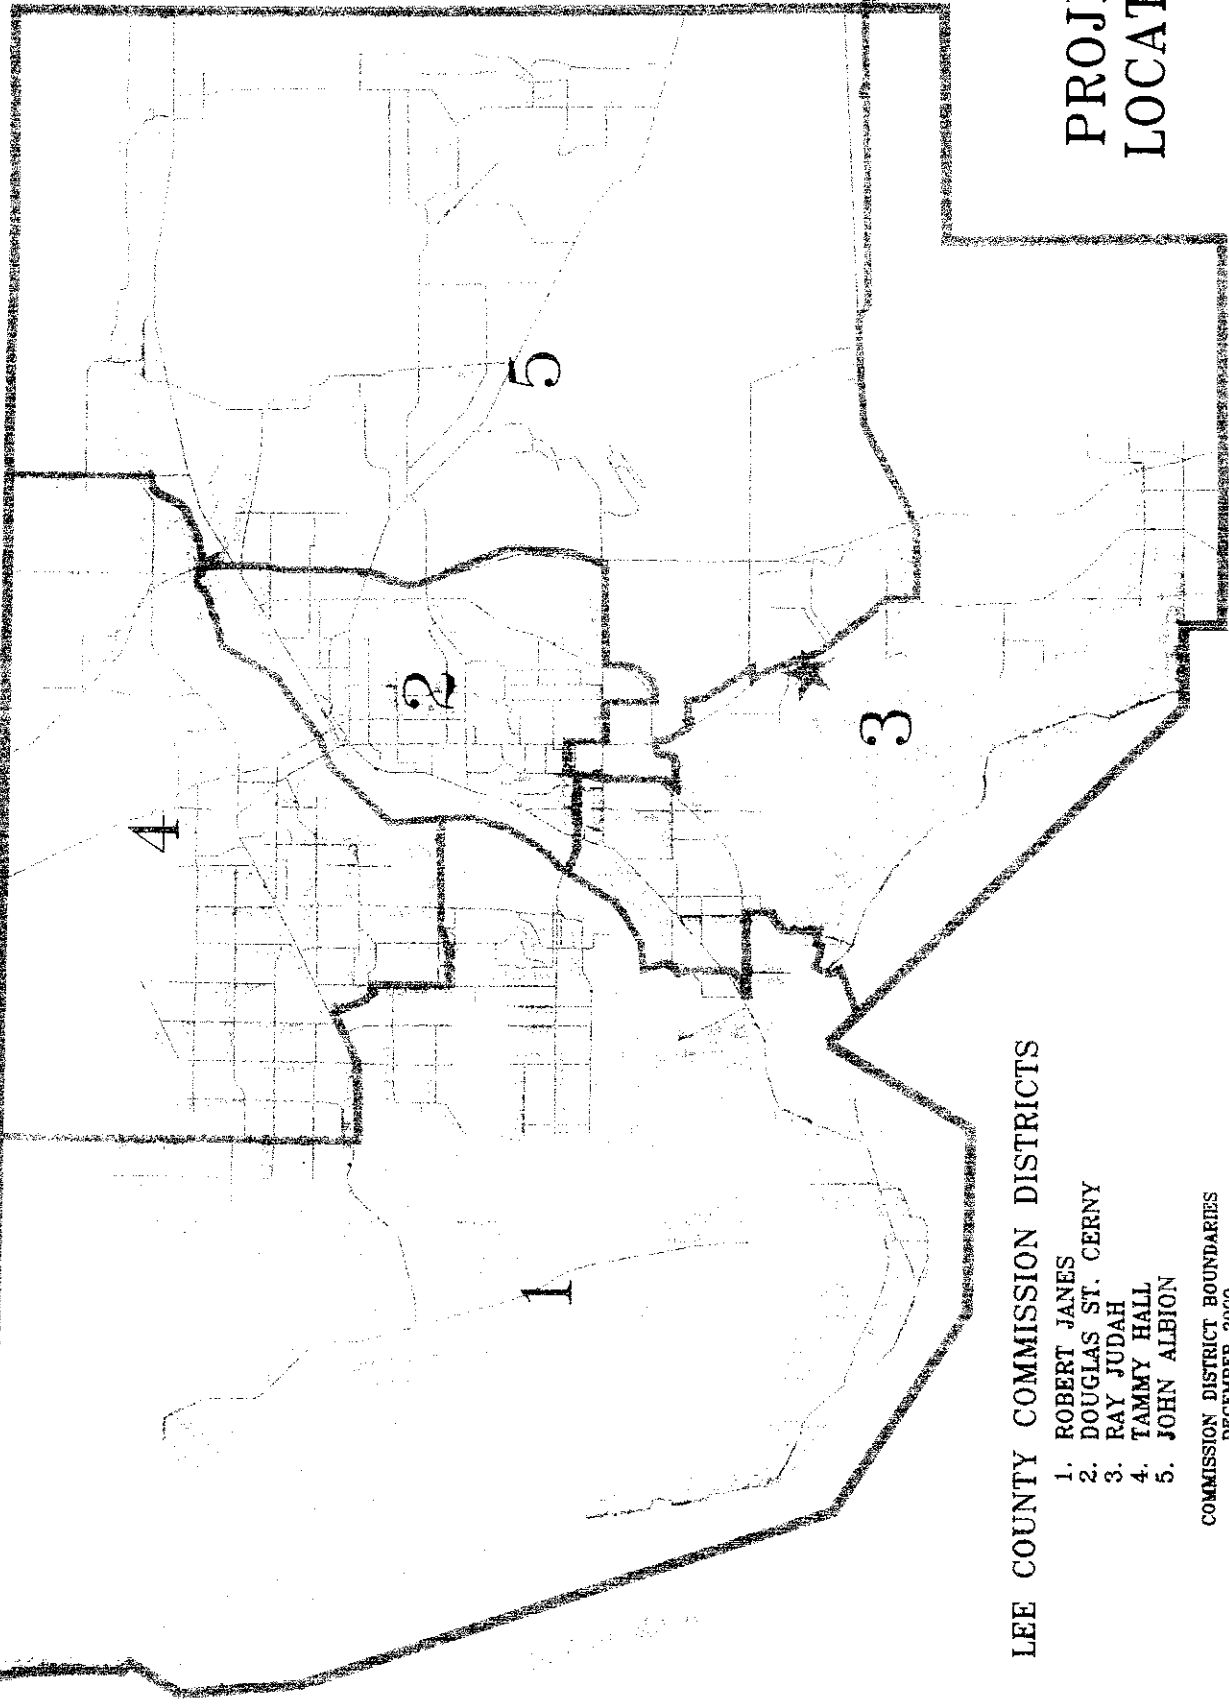 4
5
2
1
3
PROJ
LOCAT
LEE COUNTY COMMISSION DISTRICTS
1. ROBERT JANES
2. DOUGLAS ST. CERNY
3. RAY JUDAH
4. TAMMY HALL
5. JOHN ALBION
COMMISSION DISTRICT BOUNDARIES
DECEMBER